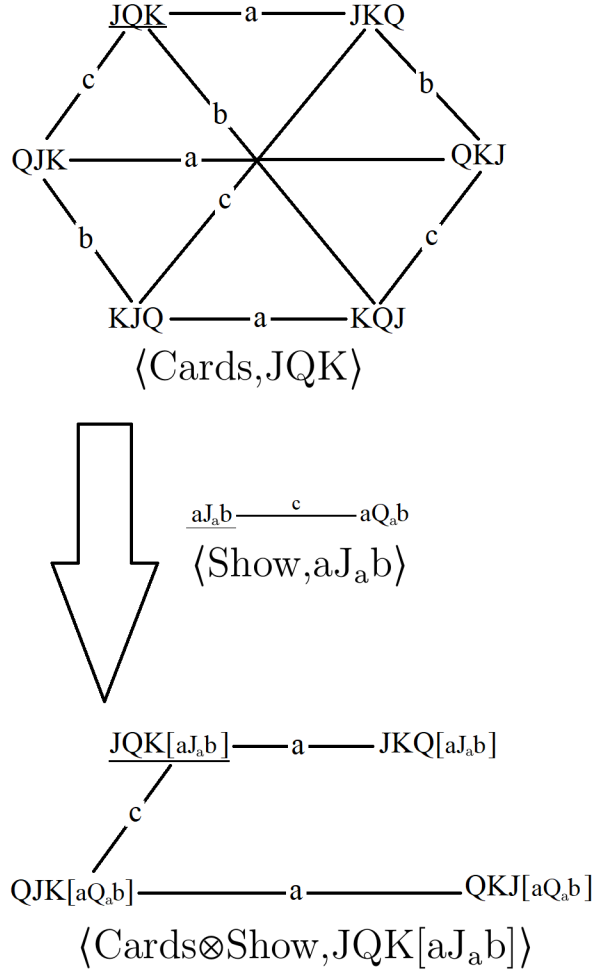 JQK a JKQ
c b b
QJK a QKJ
c
b c
KJQ a KQJ
⟨Cards,JQK⟩
c
aJₐb aQₐb
⟨Show,aJₐb⟩
JQK[aJₐb] a JKQ[aJₐb]
c
QJK[aQₐb] a QKJ[aQₐb]
⟨Cards⊗Show,JQK[aJₐb]⟩